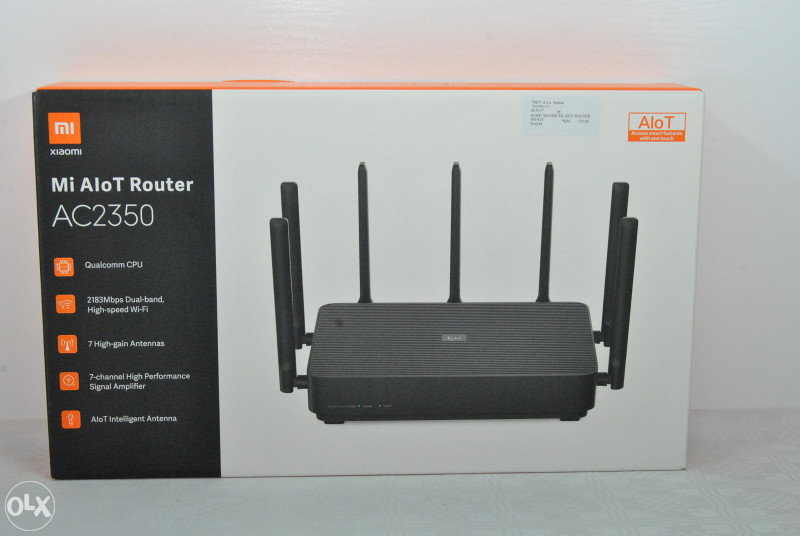 mi
xiaomi
Mi AIoT Router
AC2350
Qualcomm CPU
2183Mbps Dual-band,
High-speed Wi-Fi
7 High-gain Antennas
7-channel High Performance
Signal Amplifier
AIoT Intelligent Antenna
AIoT
Access smart features
with one touch
OLX